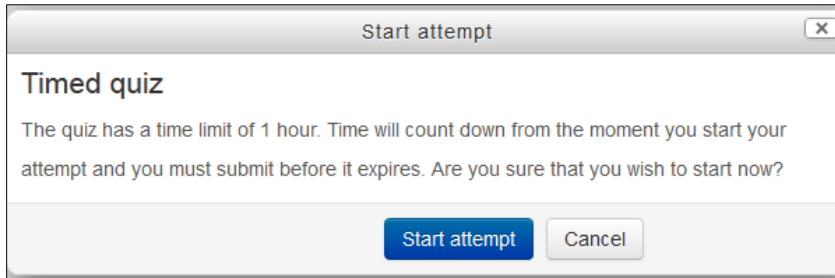 Start attempt
Timed quiz
The quiz has a time limit of 1 hour. Time will count down from the moment you start your
attempt and you must submit before it expires. Are you sure that you wish to start now?
Start attempt Cancel